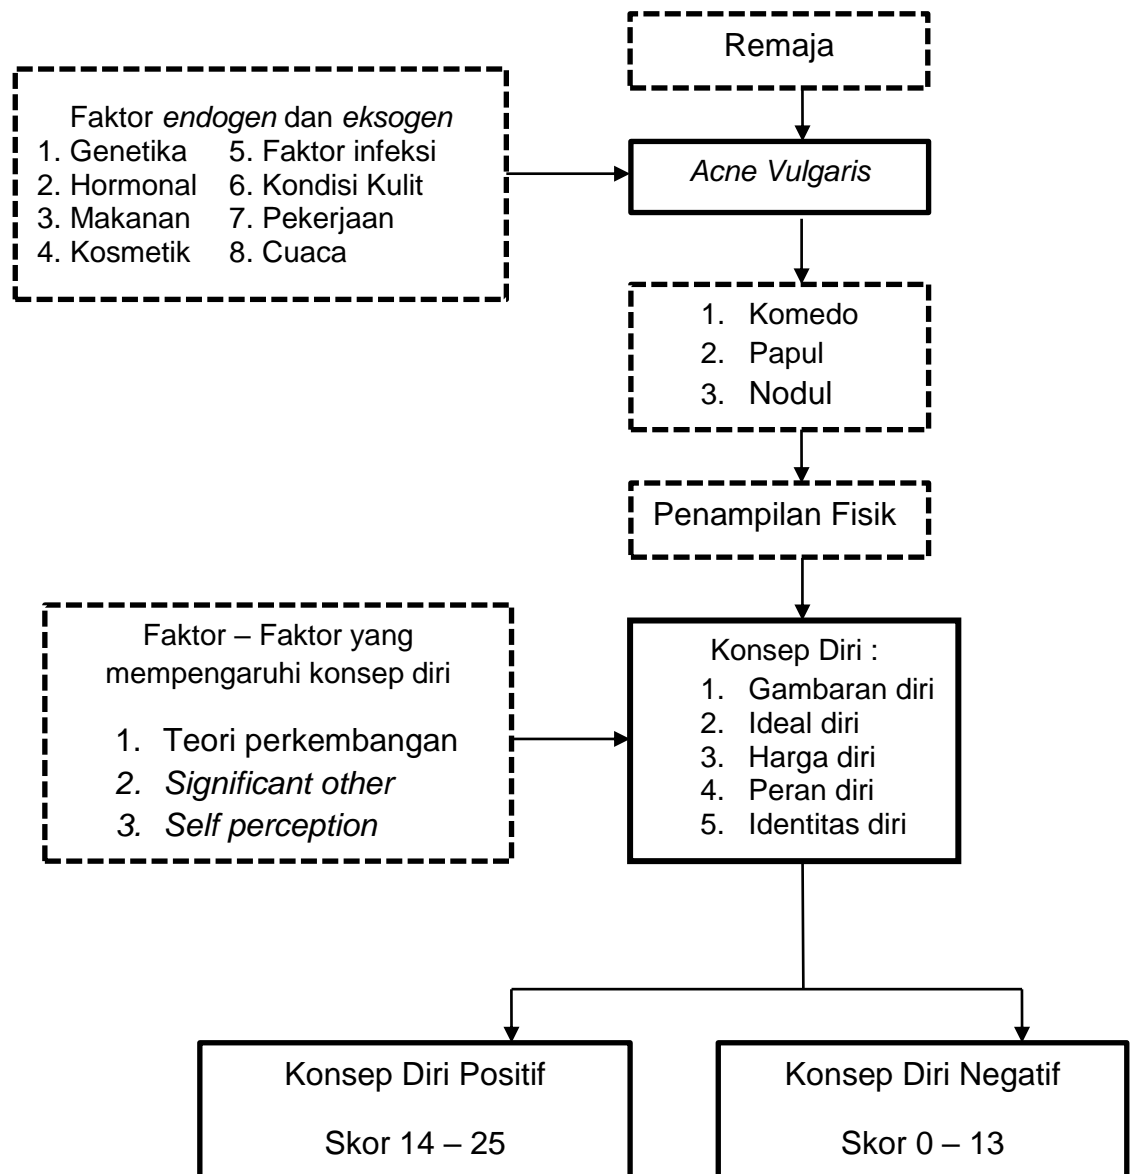 Remaja
Faktor endogen dan eksogen
1. Genetika 5. Faktor infeksi
2. Hormonal 6. Kondisi Kulit
3. Makanan 7. Pekerjaan
4. Kosmetik 8. Cuaca
Acne Vulgaris
1. Komedo
2. Papul
3. Nodul
Penampilan Fisik
Faktor – Faktor yang
mempengaruhi konsep diri
1. Teori perkembangan
2. Significant other
3. Self perception
Konsep Diri :
1. Gambaran diri
2. Ideal diri
3. Harga diri
4. Peran diri
5. Identitas diri
Konsep Diri Positif
Skor 14 – 25
Konsep Diri Negatif
Skor 0 – 13